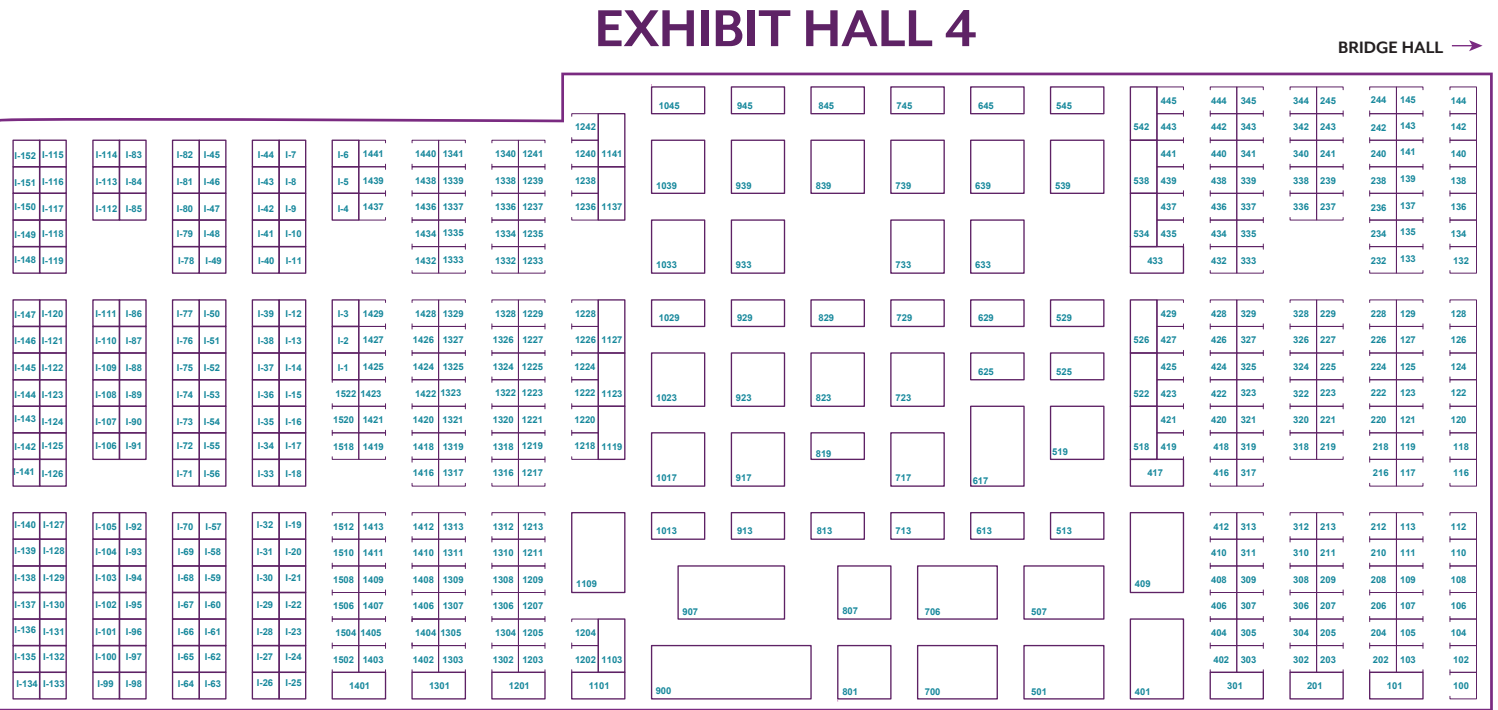 EXHIBIT HALL 4
BRIDGE HALL
1045 945 845 745 645 545 445 444 345 344 245 244 145 144
1242 542 443 442 343 342 243 242 143 142
I-152 I-115 I-114 I-83 I-82 I-45 I-44 I-7 I-6 1441 1440 1341 1340 1241 1240 1141 441 440 341 340 241 240 141 140
I-151 I-116 I-113 I-84 I-81 I-46 I-43 I-8 I-5 1439 1438 1339 1338 1239 1238 1039 939 839 739 639 539 538 439 438 339 338 239 238 139 138
I-150 I-117 I-112 I-85 I-80 I-47 I-42 I-9 I-4 1437 1436 1337 1336 1237 1236 1137 437 436 337 336 237 236 137 136
I-149 I-118 I-79 I-48 I-41 I-10 1434 1335 1334 1235 534 435 434 335 234 135 134
I-148 I-119 I-78 I-49 I-40 I-11 1432 1333 1332 1233 1033 933 733 633 433 432 333 232 133 132
I-147 I-120 I-111 I-86 I-77 I-50 I-39 I-12 I-3 1429 1428 1329 1328 1229 1228 1029 929 829 729 629 529 429 428 329 328 229 228 129 128
I-146 I-121 I-110 I-87 I-76 I-51 I-38 I-13 I-2 1427 1426 1327 1326 1227 1226 1127 526 427 426 327 326 227 226 127 126
I-145 I-122 I-109 I-88 I-75 I-52 I-37 I-14 I-1 1425 1424 1325 1324 1225 1224 625 525 425 424 325 324 225 224 125 124
I-144 I-123 I-108 I-89 I-74 I-53 I-36 I-15 1522 1423 1422 1323 1322 1223 1222 1123 1023 923 823 723 522 423 422 323 322 223 222 123 122
I-143 I-124 I-107 I-90 I-73 I-54 I-35 I-16 1520 1421 1420 1321 1320 1221 1220 421 420 321 320 221 220 121 120
I-142 I-125 I-106 I-91 I-72 I-55 I-34 I-17 1518 1419 1418 1319 1318 1219 1218 1119 819 519 518 419 418 319 318 219 218 119 118
I-141 I-126 I-71 I-56 I-33 I-18 1416 1317 1316 1217 1017 917 717 617 417 416 317 216 117 116
I-140 I-127 I-105 I-92 I-70 I-57 I-32 I-19 1512 1413 1412 1313 1312 1213 1013 913 813 713 613 513 412 313 312 213 212 113 112
I-139 I-128 I-104 I-93 I-69 I-58 I-31 I-20 1510 1411 1410 1311 1310 1211 410 311 310 211 210 111 110
I-138 I-129 I-103 I-94 I-68 I-59 I-30 I-21 1508 1409 1408 1309 1308 1209 1109 409 408 309 308 209 208 109 108
I-137 I-130 I-102 I-95 I-67 I-60 I-29 I-22 1506 1407 1406 1307 1306 1207 907 807 706 507 406 307 306 207 206 107 106
I-136 I-131 I-101 I-96 I-66 I-61 I-28 I-23 1504 1405 1404 1305 1304 1205 1204 404 305 304 205 204 105 104
I-135 I-132 I-100 I-97 I-65 I-62 I-27 I-24 1502 1403 1402 1303 1302 1203 1202 1103 402 303 302 203 202 103 102
I-134 I-133 I-99 I-98 I-64 I-63 I-26 I-25 1401 1301 1201 1101 900 801 700 501 401 301 201 101 100